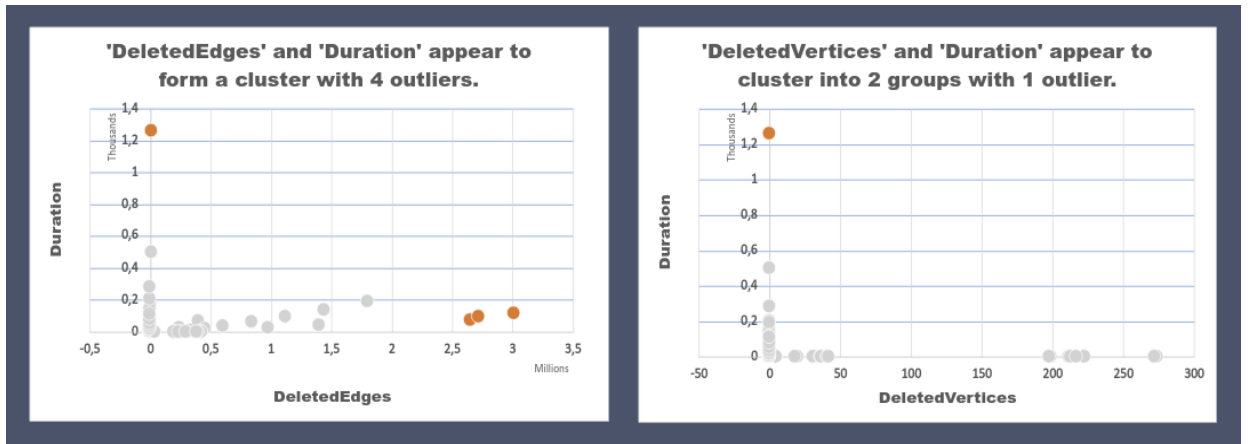 'DeletedEdges' and 'Duration' appear to
form a cluster with 4 outliers.
1,4
1,2
1
0,8
0,6
0,4
0,2
0
Thousands
Duration
-0,5 0 0,5 1 1,5 2 2,5 3 3,5
Millions
DeletedEdges
'DeletedVertices' and 'Duration' appear to
cluster into 2 groups with 1 outlier.
1,4
1,2
1
0,8
0,6
0,4
0,2
0
Thousands
Duration
-50 0 50 100 150 200 250 300
DeletedVertices